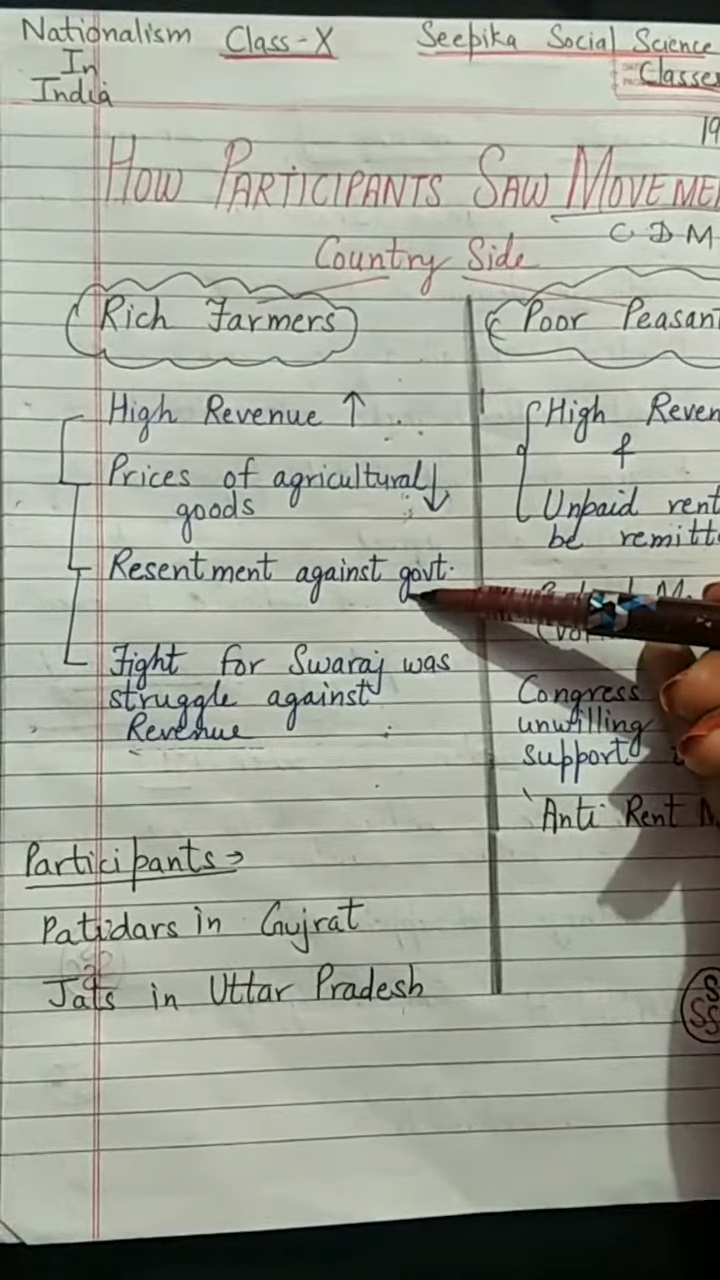 Nationalism Class-X Seepika Social Science
In Classes
India
19
HOW PARTICIPANTS SAW MOVEME
C D M
Country Side
Rich Farmers
High Revenue ↑
Prices of agricultural ↓
goods
Resentment against govt.
Fight for Swaraj was
struggle against
Revenue
Participants →
Patidars in Gujrat
Jats in Uttar Pradesh
Poor Peasant
High Reven
&
Unpaid rent
be remitt
Congress
unwilling
support
'Anti Rent